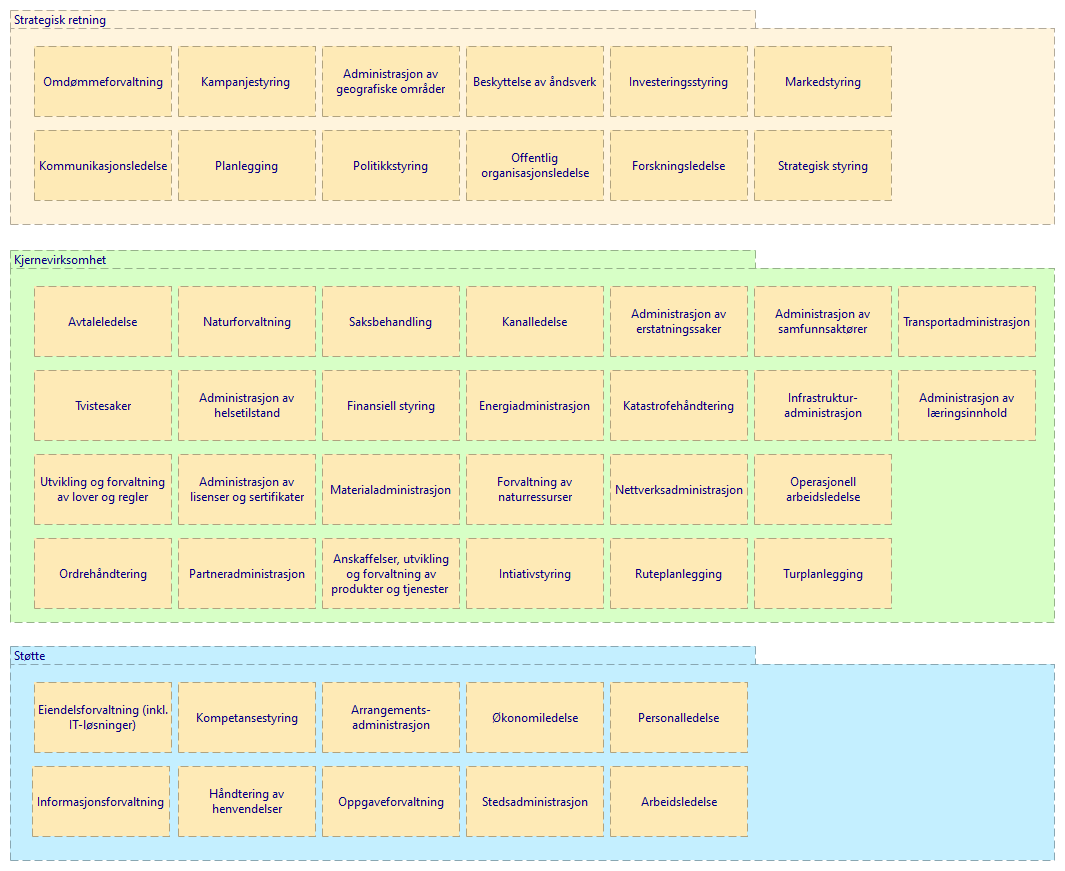 Strategisk retning
Omdømmeforvaltning
Kampanjestyring
Administrasjon av
geografiske områder
Beskyttelse av åndsverk
Investeringsstyring
Markedstyring
Kommunikasjonsledelse
Planlegging
Politikkstyring
Offentlig
organisasjonsledelse
Forskningsledelse
Strategisk styring
Kjernevirksomhet
Avtaleledelse
Naturforvaltning
Saksbehandling
Kanalledelse
Administrasjon av
erstatningssaker
Administrasjon av
samfunnsaktører
Transportadministrasjon
Tvistesaker
Administrasjon av
helsetilstand
Finansiell styring
Energiadministrasjon
Katastrofehåndtering
Infrastruktur-
administrasjon
Administrasjon av
læringsinnhold
Utvikling og forvaltning
av lover og regler
Administrasjon av
lisenser og sertifikater
Materialadministrasjon
Forvaltning av
naturressurser
Nettverksadministrasjon
Operasjonell
arbeidsledelse
Ordrehåndtering
Partneradministrasjon
Anskaffelser, utvikling
og forvaltning av
produkter og tjenester
Intiativstyring
Ruteplanlegging
Turplanlegging
Støtte
Eiendelsforvaltning (inkl.
IT-løsninger)
Kompetansestyring
Arrangements-
administrasjon
Økonomiledelse
Personalledelse
Informasjonsforvaltning
Håndtering av
henvendelser
Oppgaveforvaltning
Stedsadministrasjon
Arbeidsledelse